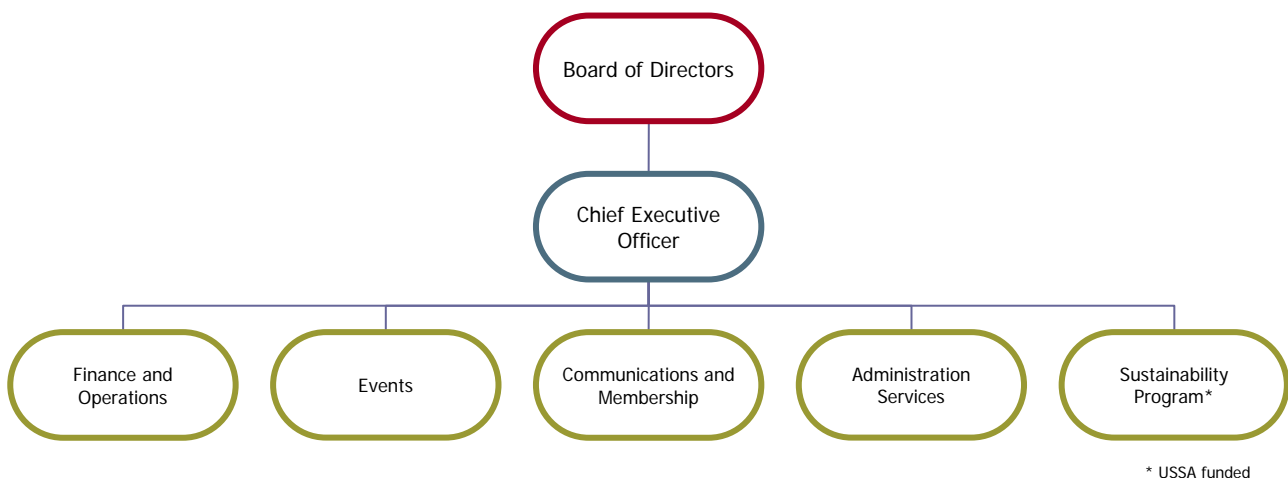 Board of Directors
Chief Executive
Officer
Finance and
Operations
Events
Communications and
Membership
Administration
Services
Sustainability
Program*
* USSA funded